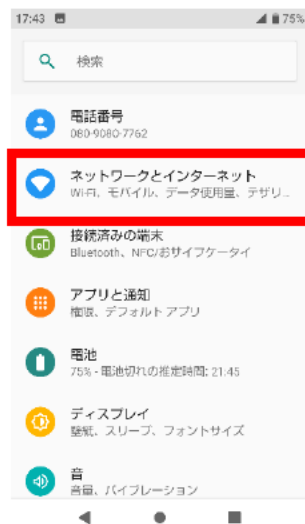 17:43
75%
検索
電話番号
080-9080-7762
ネットワークとインターネット
Wi-Fi、モバイル、データ使用量、テザリ...
接続済みの端末
Bluetooth、NFC/おサイフケータイ
アプリと通知
権限、デフォルト アプリ
電池
75% - 電池切れの推定時間: 21:45
ディスプレイ
壁紙、スリープ、フォントサイズ
音
音量、バイブレーション